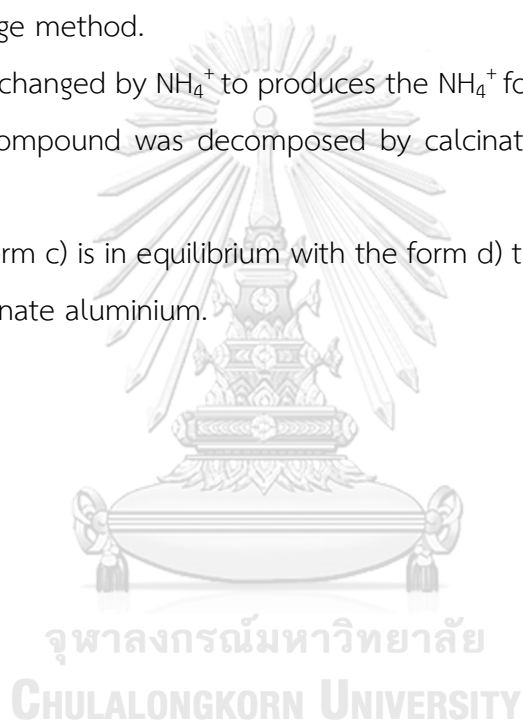 ge method.
changed by NH₄⁺ to produces the NH₄⁺ fo
ompound was decomposed by calcinat
rm c) is in equilibrium with the form d) t
nate aluminium.
จุฬาลงกรณ์มหาวิทยาลัย
CHULALONGKORN UNIVERSITY